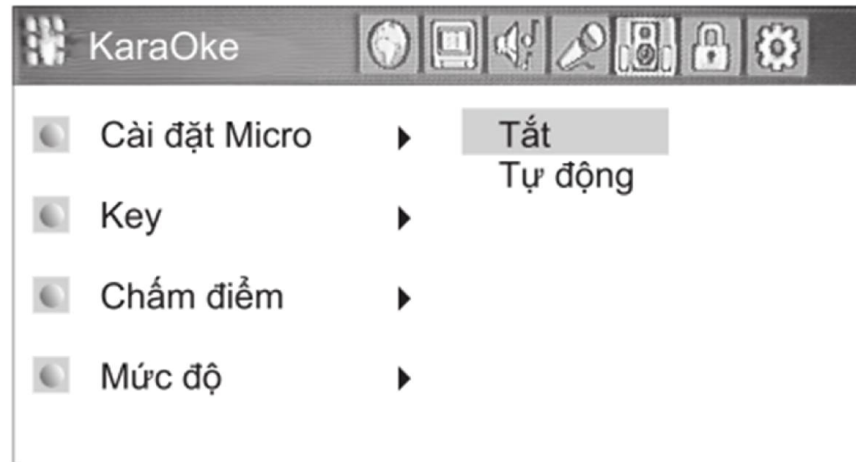 KaraOke
Cài đặt Micro
Tắt
Tự động
Key
Chấm điểm
Mức độ